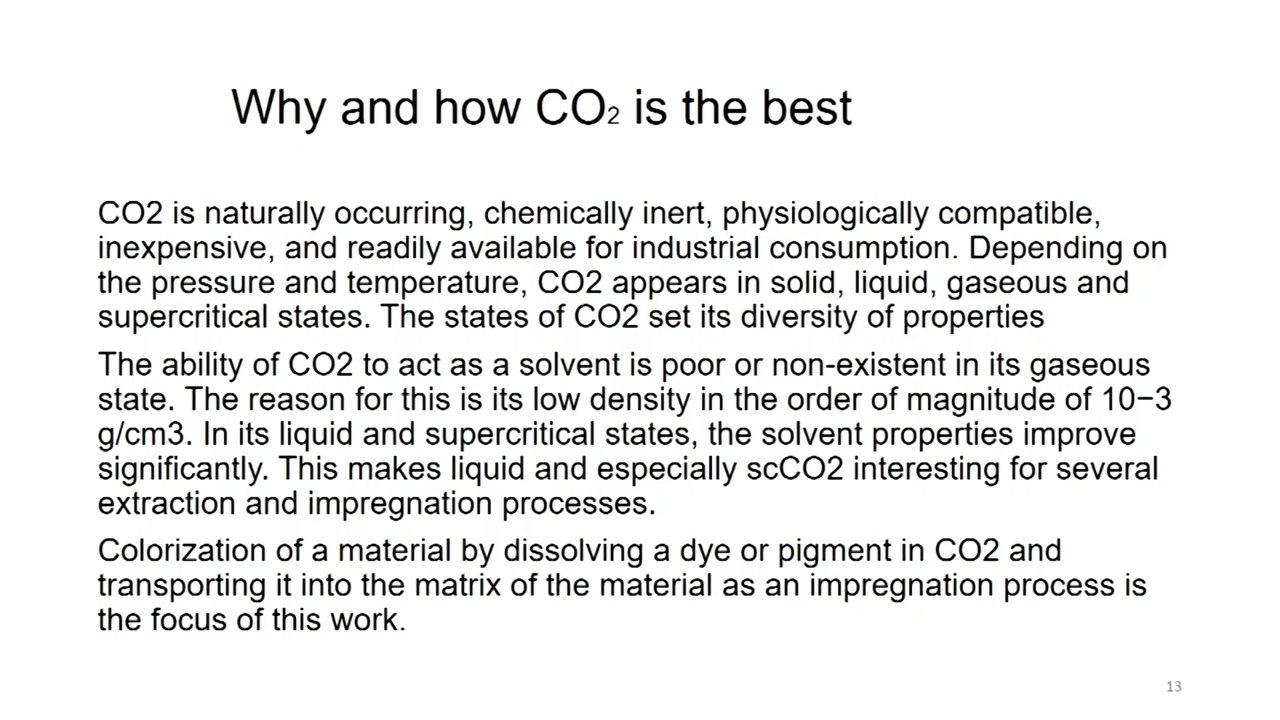 Why and how CO₂ is the best
CO2 is naturally occurring, chemically inert, physiologically compatible,
inexpensive, and readily available for industrial consumption. Depending on
the pressure and temperature, CO2 appears in solid, liquid, gaseous and
supercritical states. The states of CO2 set its diversity of properties
The ability of CO2 to act as a solvent is poor or non-existent in its gaseous
state. The reason for this is its low density in the order of magnitude of 10−3
g/cm3. In its liquid and supercritical states, the solvent properties improve
significantly. This makes liquid and especially scCO2 interesting for several
extraction and impregnation processes.
Colorization of a material by dissolving a dye or pigment in CO2 and
transporting it into the matrix of the material as an impregnation process is
the focus of this work.
13